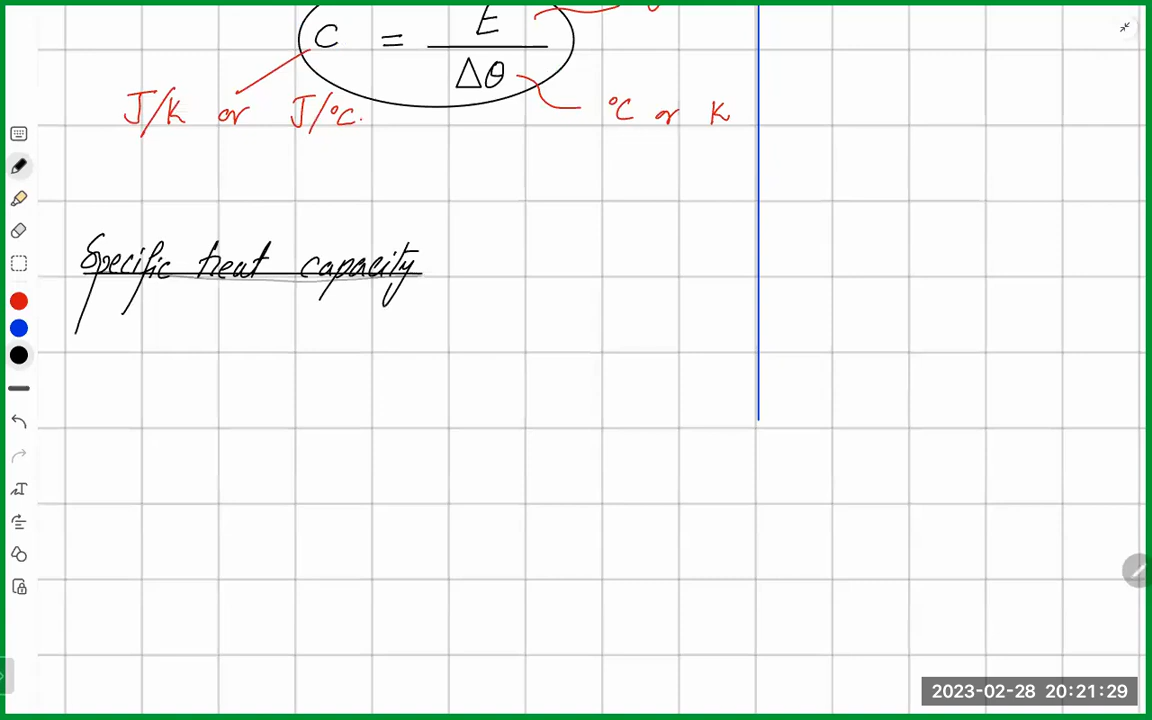 C = E / Δθ
J/K or J/°C.
°C or K
Specific heat capacity
2023-02-28 20:21:29